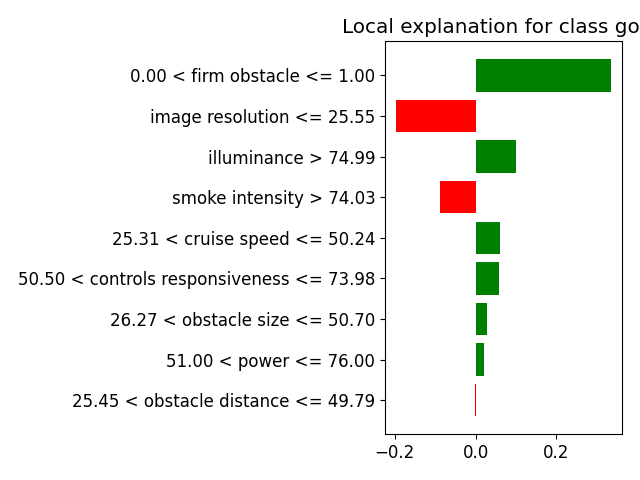 Local explanation for class go
0.00 < firm obstacle <= 1.00
image resolution <= 25.55
illuminance > 74.99
smoke intensity > 74.03
25.31 < cruise speed <= 50.24
50.50 < controls responsiveness <= 73.98
26.27 < obstacle size <= 50.70
51.00 < power <= 76.00
25.45 < obstacle distance <= 49.79
−0.2 0.0 0.2